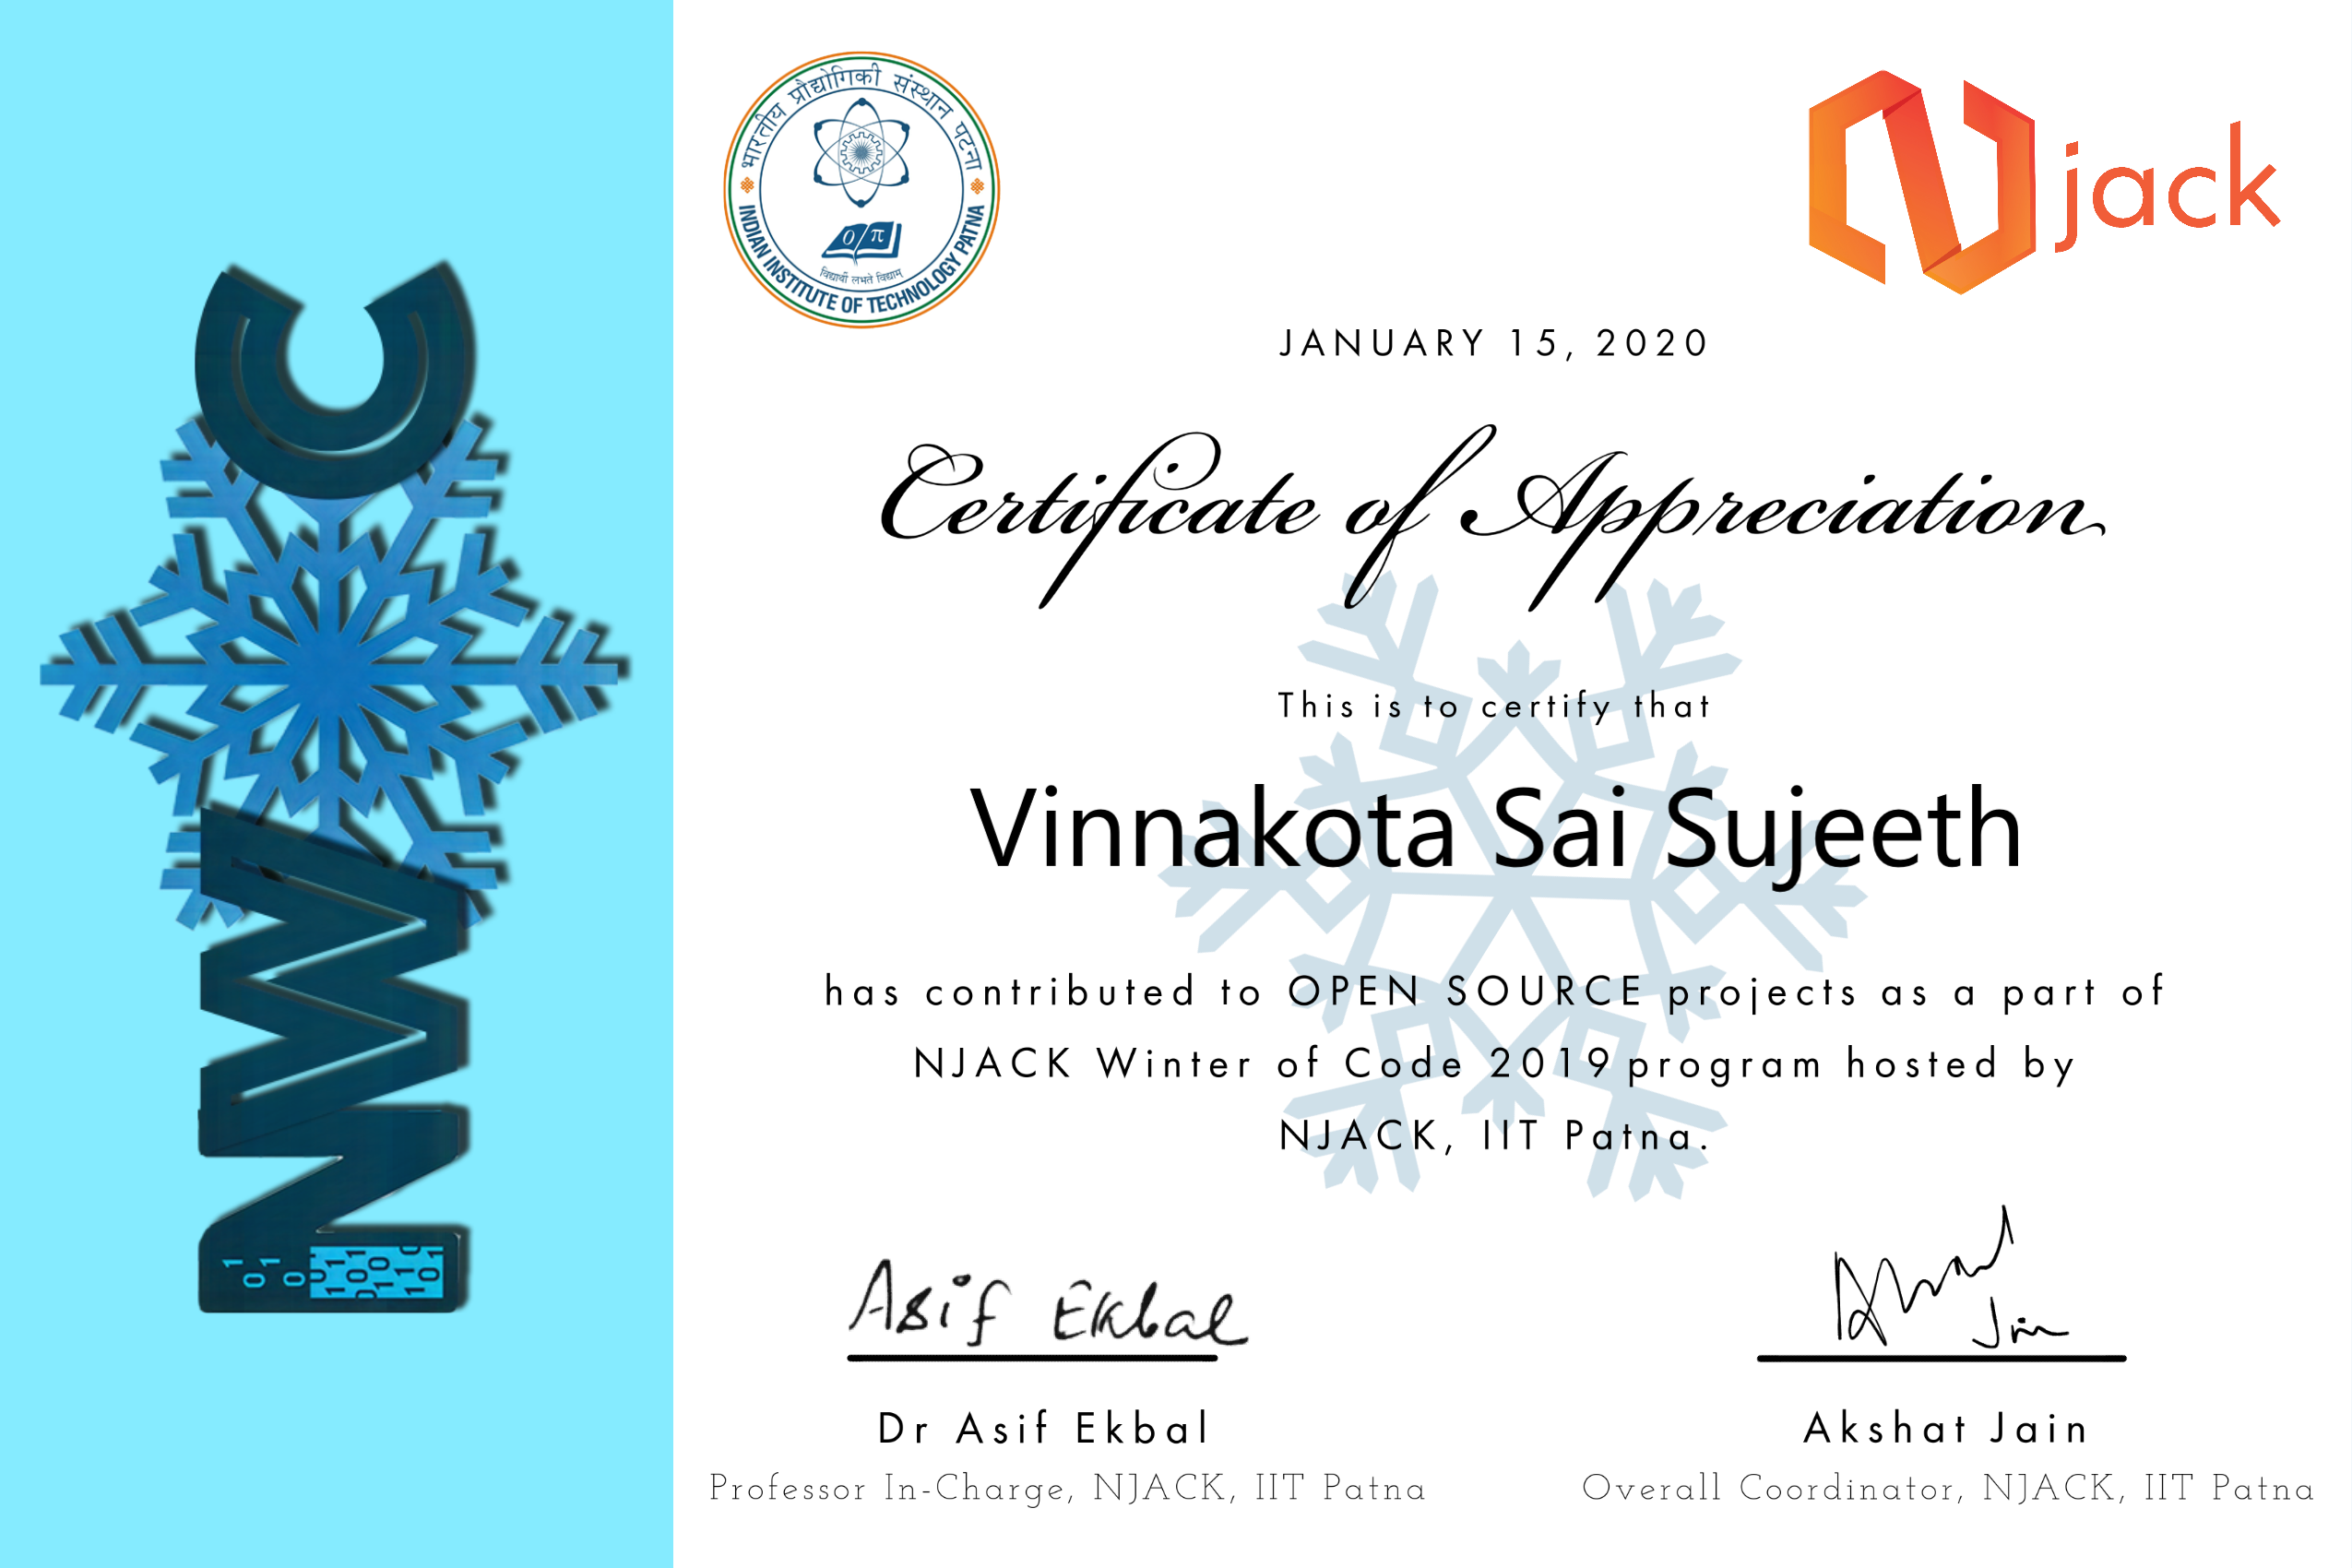 NWC
भारतीय प्रौद्योगिकी संस्थान पटना
0 π
विद्यार्थी लभते विद्याम्
INDIAN INSTITUTE OF TECHNOLOGY PATNA
Njack
JANUARY 15, 2020
Certificate of Appreciation
This is to certify that
Vinnakota Sai Sujeeth
has contributed to OPEN SOURCE projects as a part of
NJACK Winter of Code 2019 program hosted by
NJACK, IIT Patna.
Asif Ekbal
Dr Asif Ekbal
Professor In-Charge, NJACK, IIT Patna
Akshat Jain
Overall Coordinator, NJACK, IIT Patna